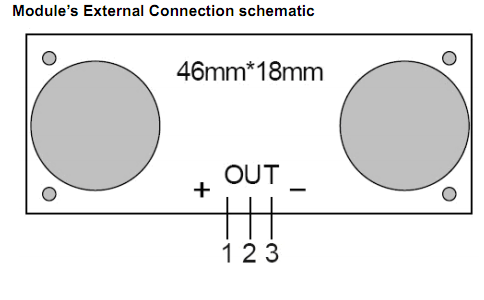 Module's External Connection schematic
46mm*18mm
+ OUT −
1 2 3